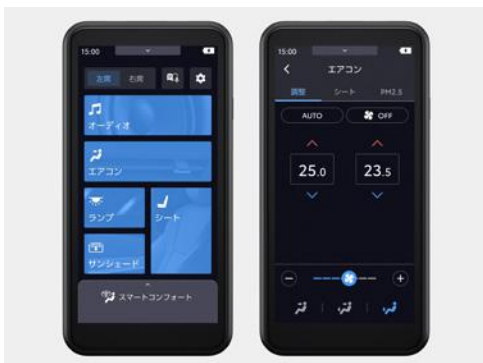 15:00
左席 右席
オーディオ
エアコン
ランプ
シート
サンシェード
スマートコンフォート
15:00
エアコン
調整 シート PM2.5
AUTO OFF
25.0 23.5